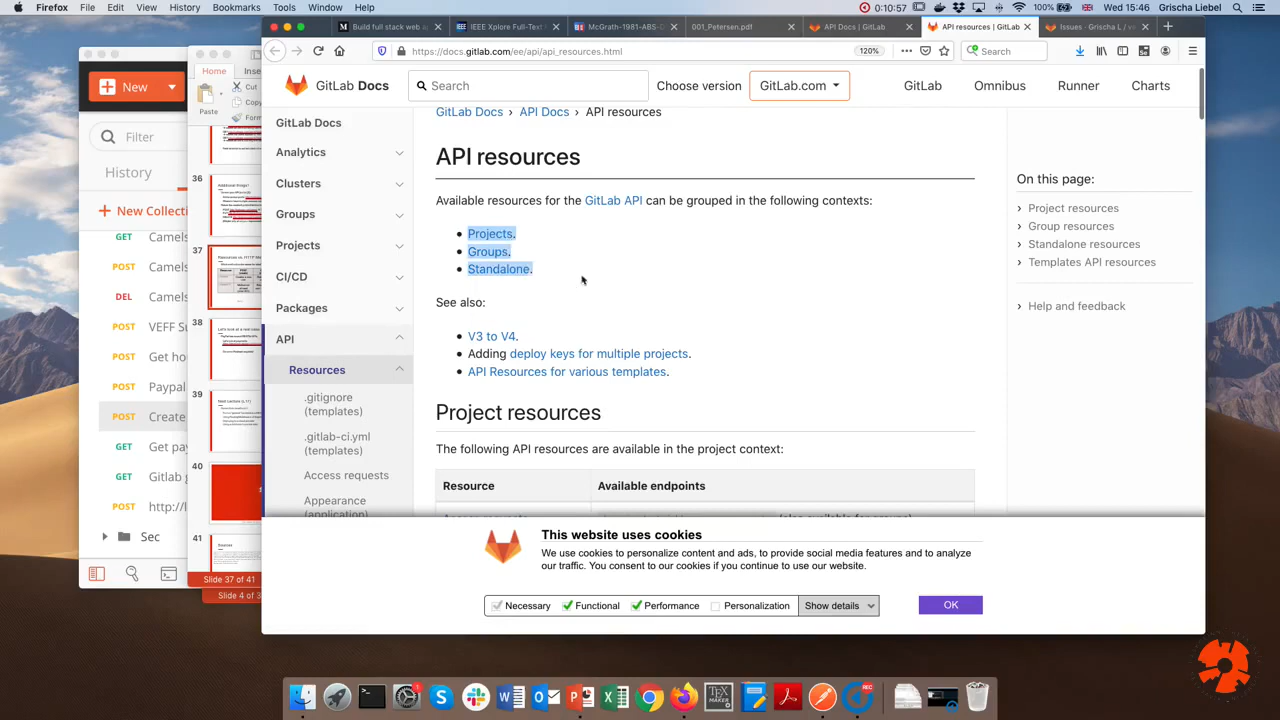 Firefox File Edit View History Bookmarks Tools Window Help
0:10:57 100% Wed 15:46 Grischa Liebel
Build full stack web a
IEEE Xplore Full-Text
McGrath-1981-ABS-D
001_Petersen.pdf
API Docs | GitLab
API resources | GitLab
Issues · Grischa L / v
https://docs.gitlab.com/ee/api/api_resources.html
120%
Search
GitLab Docs
Search
Choose version
GitLab.com
GitLab
Omnibus
Runner
Charts
New
Filter
History
New Collecti
GET Camels
POST Camels
DEL Camels
POST VEFF Su
POST Get ho
POST Paypal
POST Create
GET Get pay
GET Gitlab g
POST http://l
Sec
Home Inse
Paste
Cut
Copy
Form
36
37
38
39
40
41
Slide 37 of 41
Slide 4 of 3
GitLab Docs
Analytics
Clusters
Groups
Projects
CI/CD
Packages
API
Resources
.gitignore
(templates)
.gitlab-ci.yml
(templates)
Access requests
Appearance
(application)
GitLab Docs › API Docs › API resources
API resources
Available resources for the GitLab API can be grouped in the following contexts:
Projects.
Groups.
Standalone.
See also:
V3 to V4.
Adding deploy keys for multiple projects.
API Resources for various templates.
Project resources
The following API resources are available in the project context:
Resource Available endpoints
On this page:
Project resources
Group resources
Standalone resources
Templates API resources
Help and feedback
This website uses cookies
We use cookies to personalize content and ads, to provide social media features and to analyze
our traffic. You consent to our cookies if you continue to use our website.
Necessary Functional Performance Personalization Show details
OK